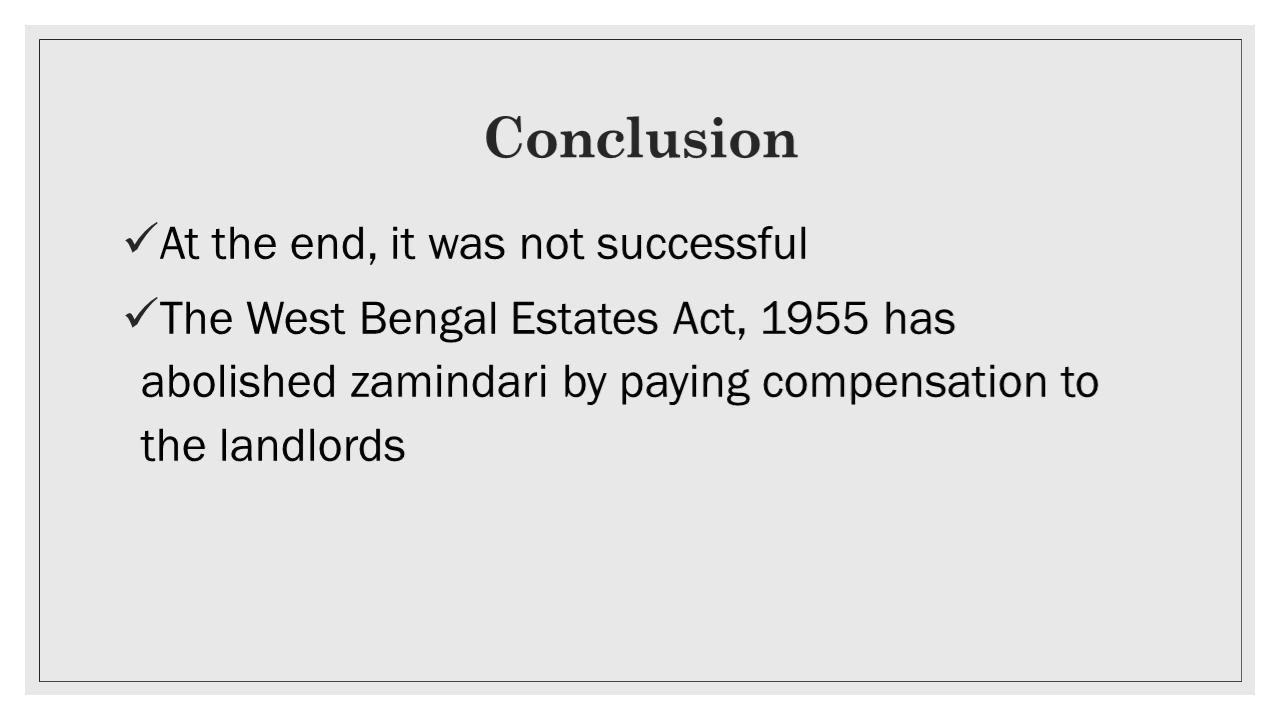 Conclusion
✓At the end, it was not successful
✓The West Bengal Estates Act, 1955 has
abolished zamindari by paying compensation to
the landlords